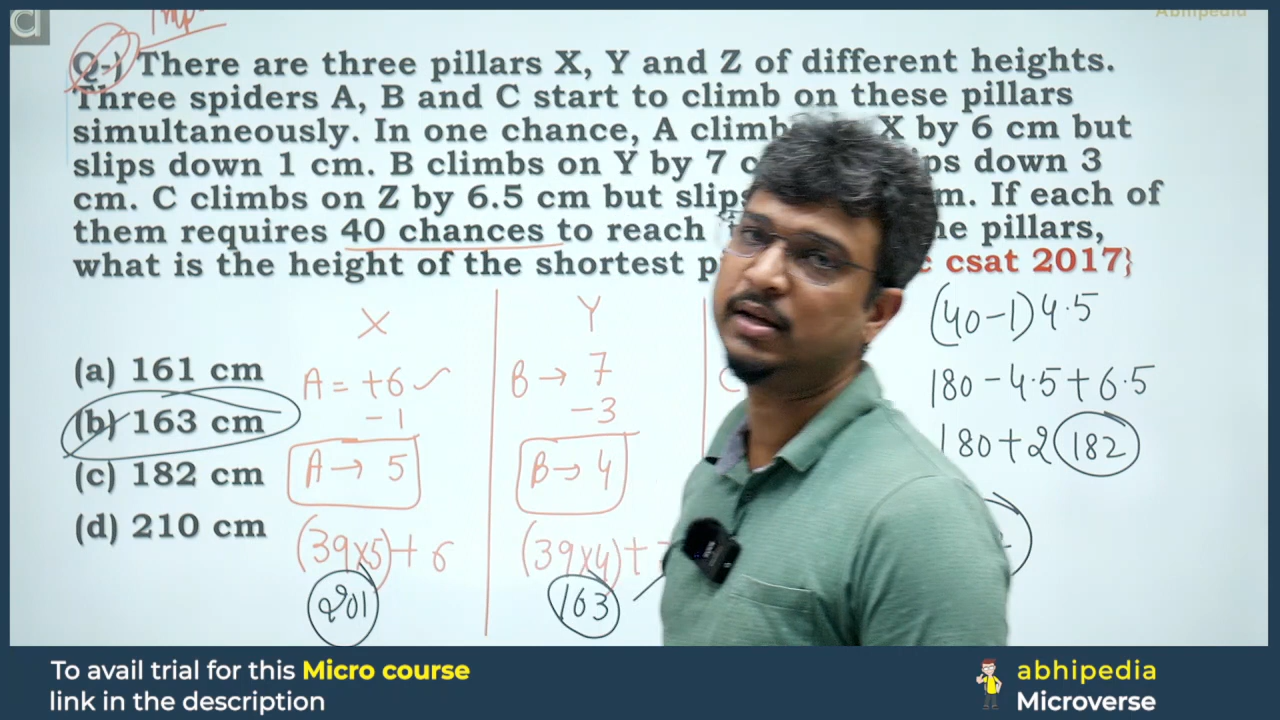 Abhipedia
Imp.
Q-) There are three pillars X, Y and Z of different heights.
Three spiders A, B and C start to climb on these pillars
simultaneously. In one chance, A climb X by 6 cm but
slips down 1 cm. B climbs on Y by 7 c ps down 3
cm. C climbs on Z by 6.5 cm but slip m. If each of
them requires 40 chances to reach he pillars,
what is the height of the shortest p csat 2017}
(a) 161 cm
(b) 163 cm
(c) 182 cm
(d) 210 cm
X
A = +6 ✓
-1
A → 5
(39x5)+ 6
201
Y
B → 7
-3
B → 4
(39x4)+
163
C
(40-1)4.5
180-4.5+6.5
180+2 182
To avail trial for this Micro course
link in the description
abhipedia
Microverse